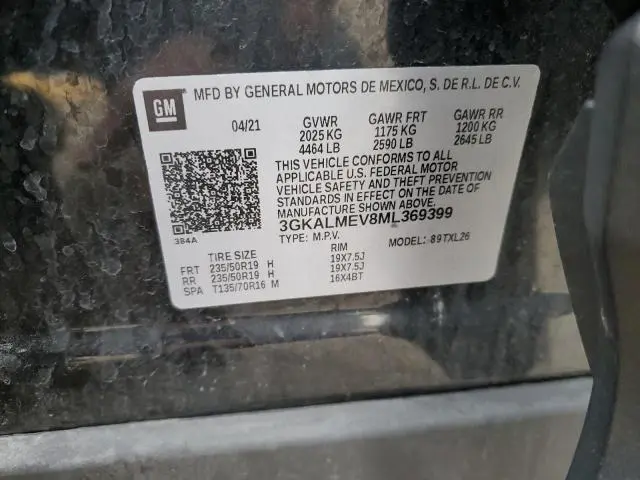 GM
MFD BY GENERAL MOTORS DE MEXICO, S. DE R.L. DE C.V.
04/21 GVWR GAWR FRT GAWR RR
2025 KG 1175 KG 1200 KG
4464 LB 2590 LB 2645 LB
THIS VEHICLE CONFORMS TO ALL
APPLICABLE U.S. FEDERAL MOTOR
VEHICLE SAFETY AND THEFT PREVENTION
STANDARDS IN EFFECT ON THE DATE OF
MANUFACTURE SHOWN ABOVE.
3GKALMEV8ML369399
384A TYPE: M.P.V. MODEL: 89TXL26
TIRE SIZE RIM
FRT 235/50R19 H 19X7.5J
RR 235/50R19 H 19X7.5J
SPA T135/70R16 M 16X4BT